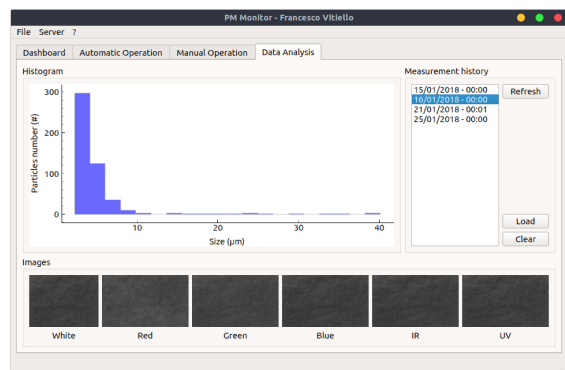 PM Monitor - Francesco Vitiello
File Server ?
Dashboard Automatic Operation Manual Operation Data Analysis
Histogram
Measurement history
300
200
100
0
Particles number (#)
10 20 30 40
Size (μm)
15/01/2018 - 00:00
16/01/2018 - 00:00
21/01/2018 - 00:01
25/01/2018 - 00:00
Refresh
Load
Clear
Images
White Red Green Blue IR UV